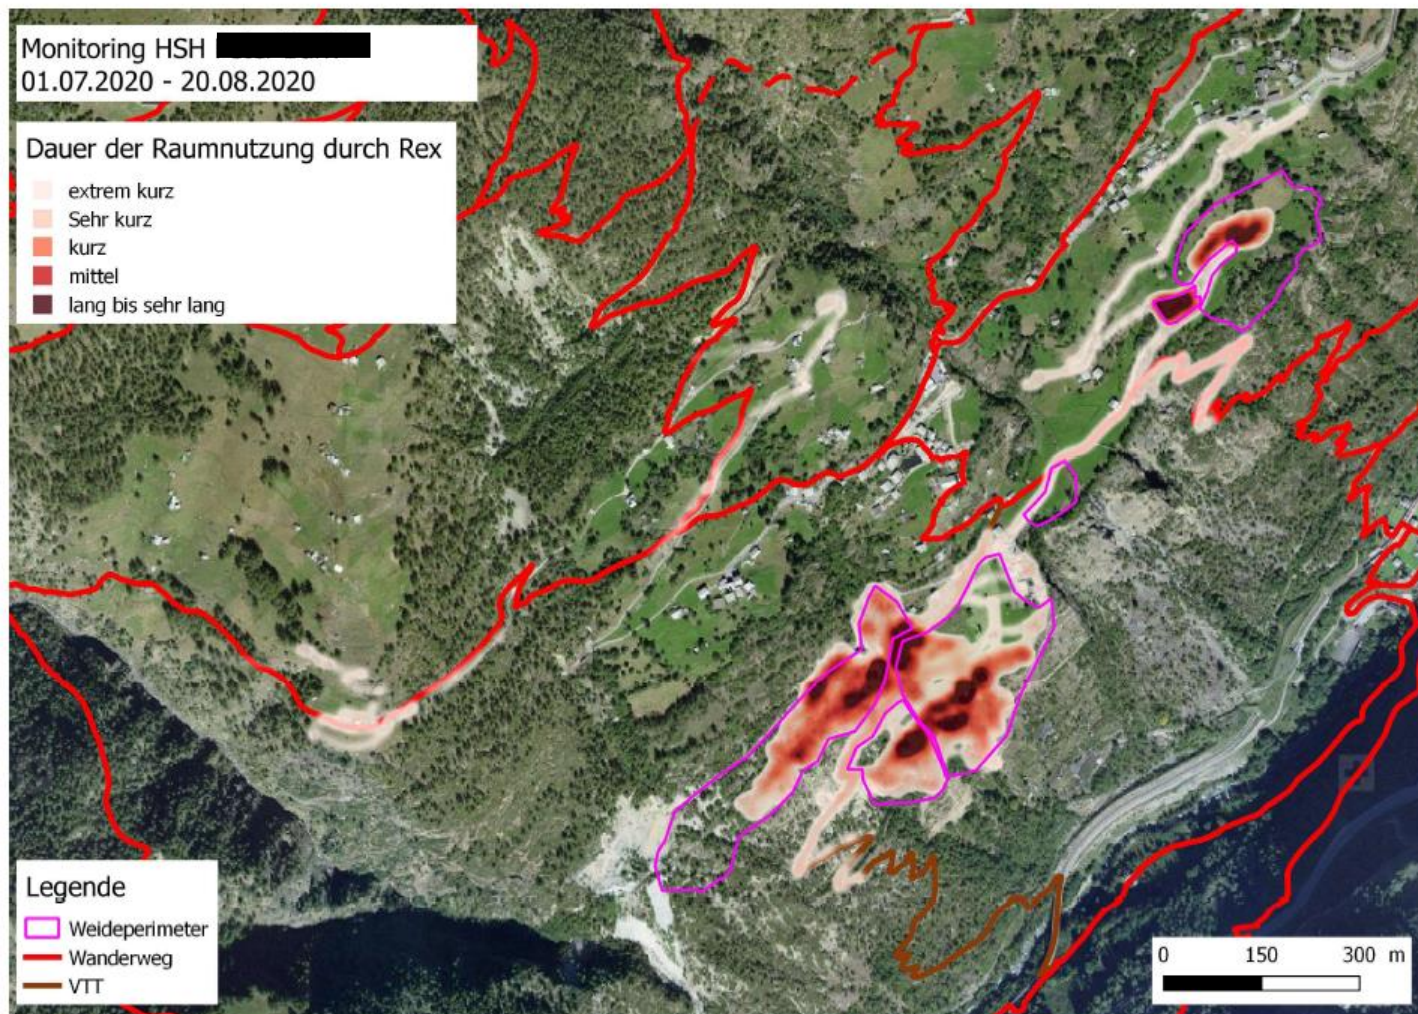 Monitoring HSH
01.07.2020 - 20.08.2020
Dauer der Raumnutzung durch Rex
extrem kurz
Sehr kurz
kurz
mittel
lang bis sehr lang
Legende
Weideperimeter
Wanderweg
VTT
0 150 300 m